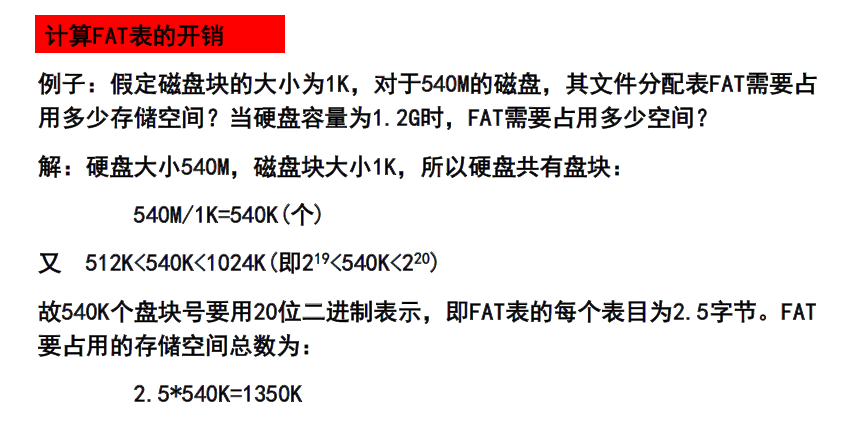 计算FAT表的开销
例子：假定磁盘块的大小为1K，对于540M的磁盘，其文件分配表FAT需要占
用多少存储空间？当硬盘容量为1.2G时，FAT需要占用多少空间？
解：硬盘大小540M，磁盘块大小1K，所以硬盘共有盘块：
540M/1K=540K(个)
又 512K<540K<1024K(即2¹⁹<540K<2²⁰)
故540K个盘块号要用20位二进制表示，即FAT表的每个表目为2.5字节。FAT
要占用的存储空间总数为：
2.5*540K=1350K